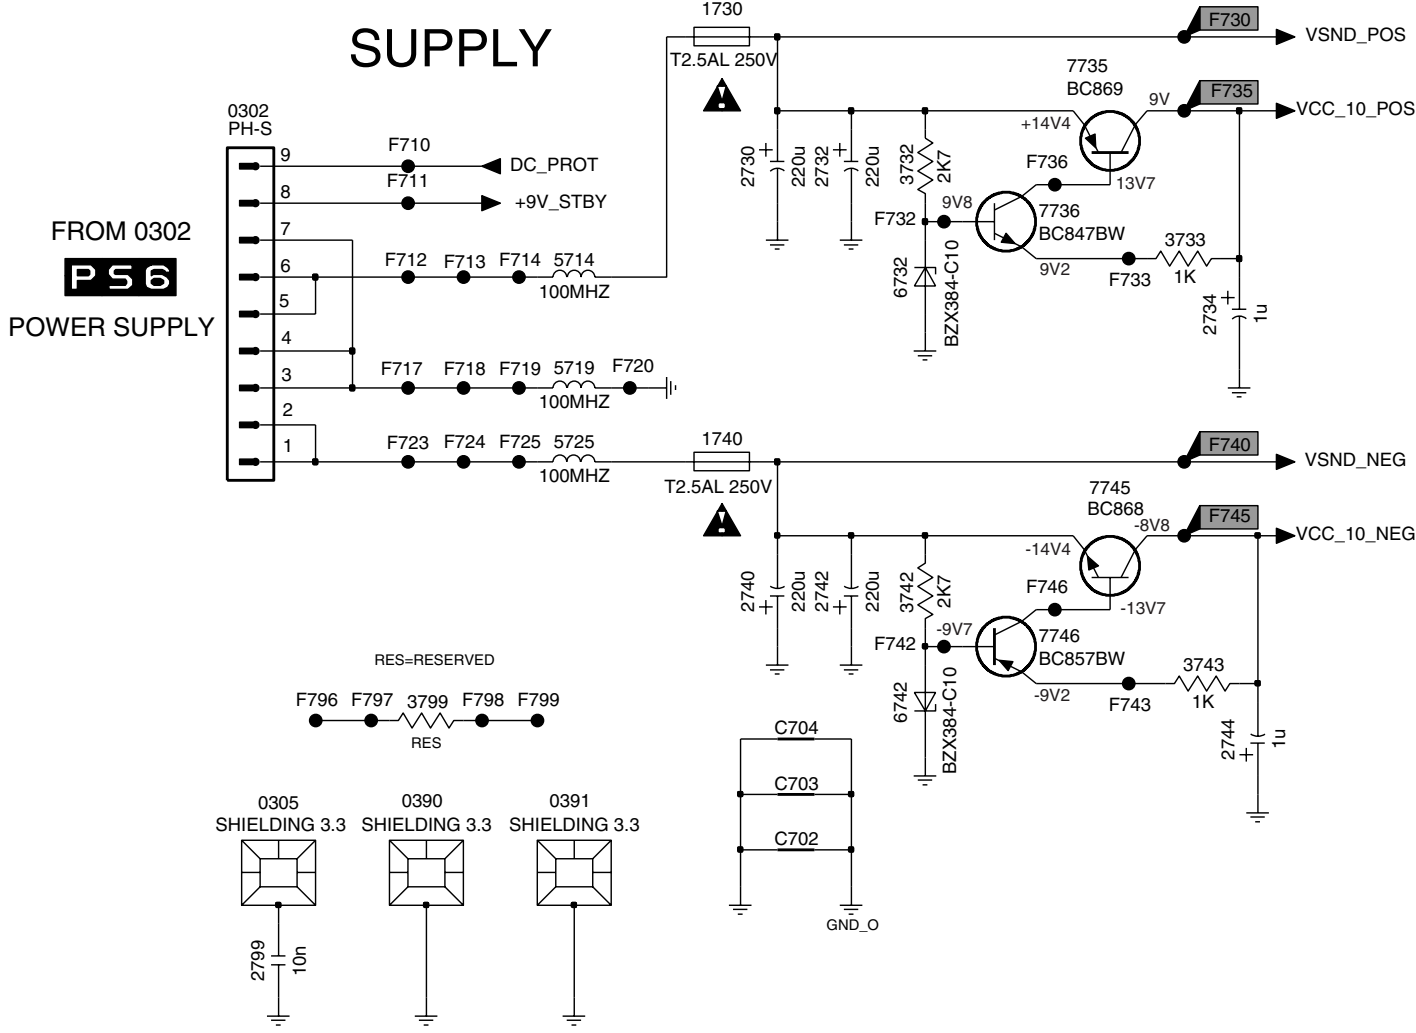 SUPPLY
1730
T2.5AL 250V
F730
VSND_POS
7735
BC869
9V
F735
VCC_10_POS
+14V4
0302
PH-S
9
F710
DC_PROT
8
F711
+9V_STBY
7
6
F712
F713
F714
5714
100MHZ
5
4
3
F717
F718
F719
5719
F720
100MHZ
2
1
F723
F724
F725
5725
100MHZ
FROM 0302
PS6
POWER SUPPLY
2730
+
220u
2732
+
220u
3732
2K7
F736
13V7
F732
9V8
7736
BC847BW
9V2
F733
3733
1K
6732
BZX384-C10
2734
+
1u
1740
T2.5AL 250V
F740
VSND_NEG
7745
BC868
-8V8
F745
VCC_10_NEG
-14V4
2740
+
220u
2742
+
220u
3742
2K7
F746
-13V7
F742
-9V7
7746
BC857BW
-9V2
F743
3743
1K
6742
BZX384-C10
2744
+
1u
RES=RESERVED
F796
F797
3799
F798
F799
RES
C704
C703
C702
GND_O
0305
SHIELDING 3.3
0390
SHIELDING 3.3
0391
SHIELDING 3.3
2799
10n